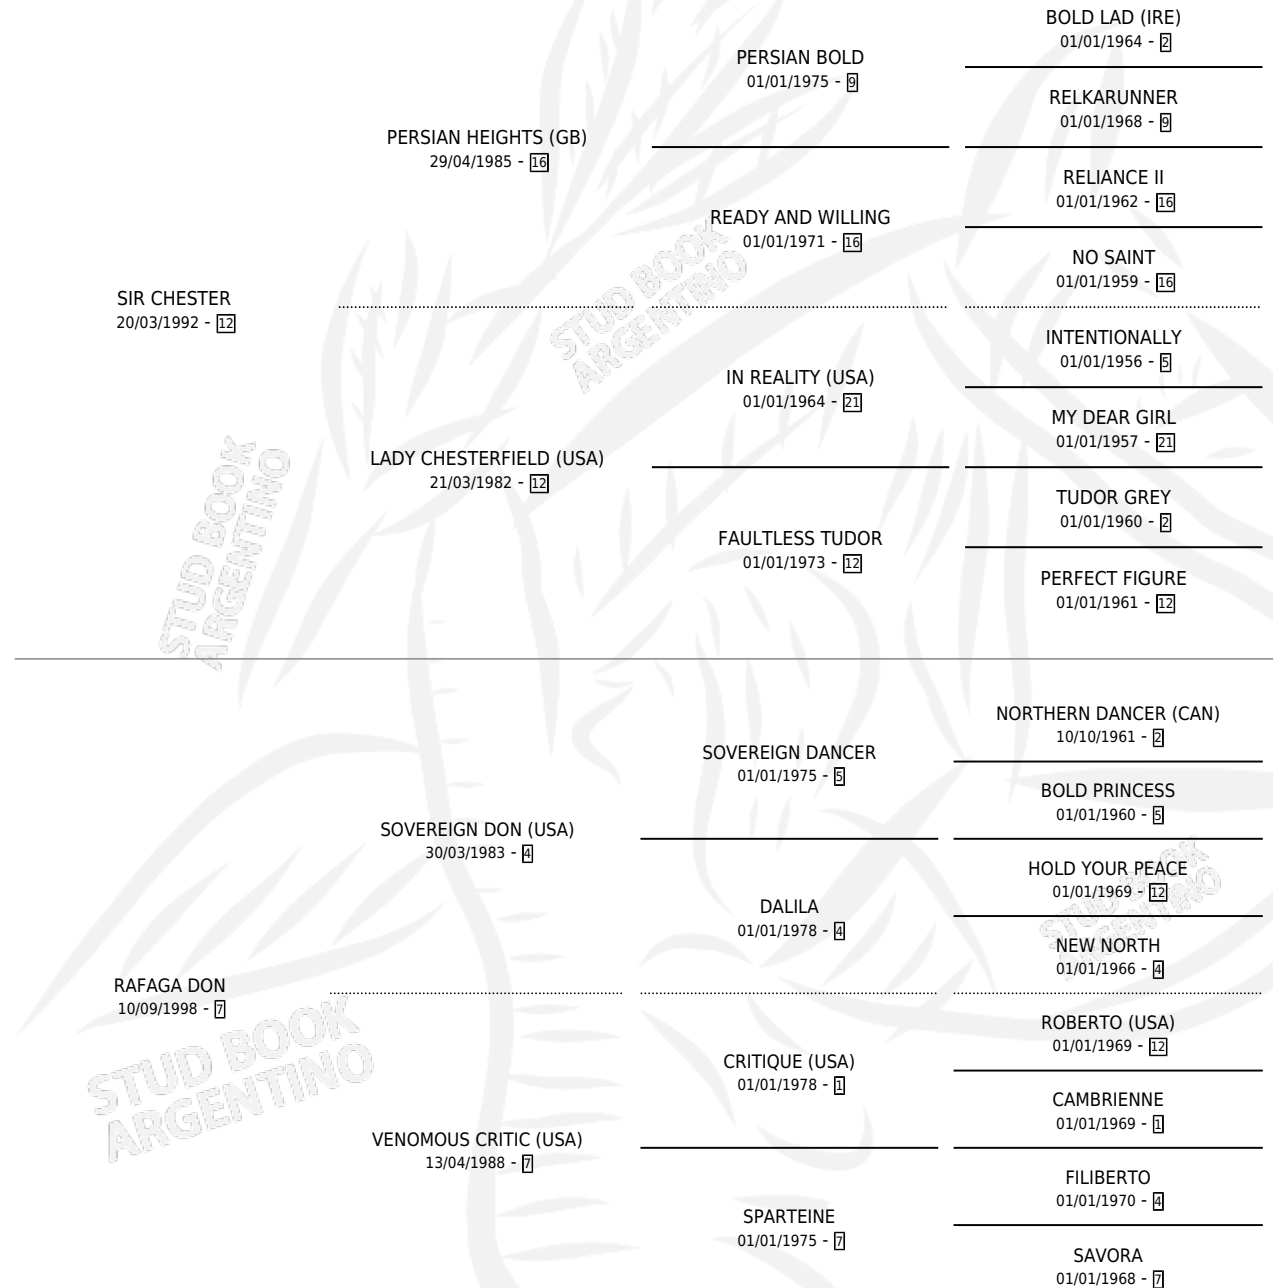 BOLD LAD (IRE)
01/01/1964 - 2
PERSIAN BOLD
01/01/1975 - 9
RELKARUNNER
01/01/1968 - 9
PERSIAN HEIGHTS (GB)
29/04/1985 - 16
RELIANCE II
01/01/1962 - 16
READY AND WILLING
01/01/1971 - 16
NO SAINT
01/01/1959 - 16
SIR CHESTER
20/03/1992 - 12
STUD BOOK
ARGENTINO
INTENTIONALLY
01/01/1956 - 5
IN REALITY (USA)
01/01/1964 - 21
MY DEAR GIRL
01/01/1957 - 21
LADY CHESTERFIELD (USA)
21/03/1982 - 12
TUDOR GREY
01/01/1960 - 2
FAULTLESS TUDOR
01/01/1973 - 12
PERFECT FIGURE
01/01/1961 - 12
STUD BOOK
ARGENTINO
NORTHERN DANCER (CAN)
10/10/1961 - 2
SOVEREIGN DANCER
01/01/1975 - 5
BOLD PRINCESS
01/01/1960 - 5
SOVEREIGN DON (USA)
30/03/1983 - 4
HOLD YOUR PEACE
01/01/1969 - 12
STUD BOOK
ARGENTINO
DALILA
01/01/1978 - 4
NEW NORTH
01/01/1966 - 4
RAFAGA DON
10/09/1998 - 7
STUD BOOK
ARGENTINO
ROBERTO (USA)
01/01/1969 - 12
CRITIQUE (USA)
01/01/1978 - 1
CAMBRIENNE
01/01/1969 - 1
VENOMOUS CRITIC (USA)
13/04/1988 - 7
FILIBERTO
01/01/1970 - 4
SPARTEINE
01/01/1975 - 7
SAVORA
01/01/1968 - 7